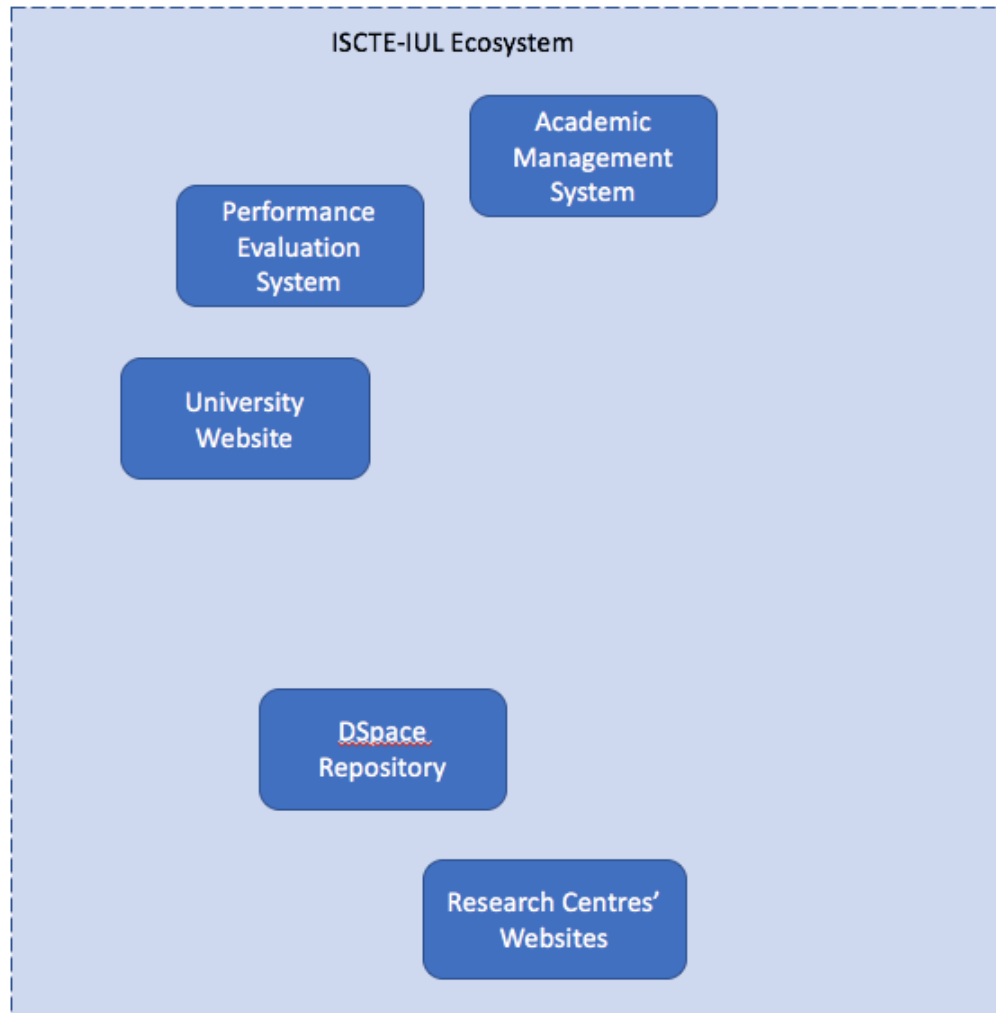 ISCTE-IUL Ecosystem
Academic
Management
System
Performance
Evaluation
System
University
Website
DSpace
Repository
Research Centres’
Websites